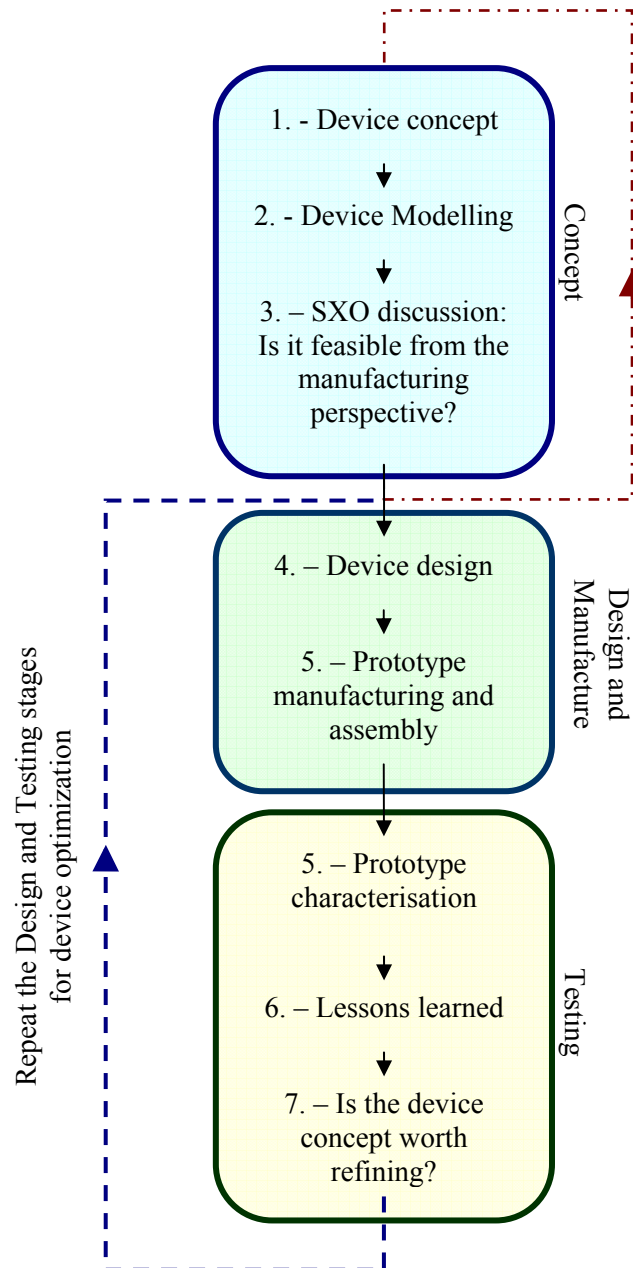 1. - Device concept
2. - Device Modelling
3. – SXO discussion:
Is it feasible from the
manufacturing
perspective?
Concept
4. – Device design
5. – Prototype
manufacturing and
assembly
Design and
Manufacture
5. – Prototype
characterisation
6. – Lessons learned
7. – Is the device
concept worth
refining?
Testing
Repeat the Design and Testing stages
for device optimization